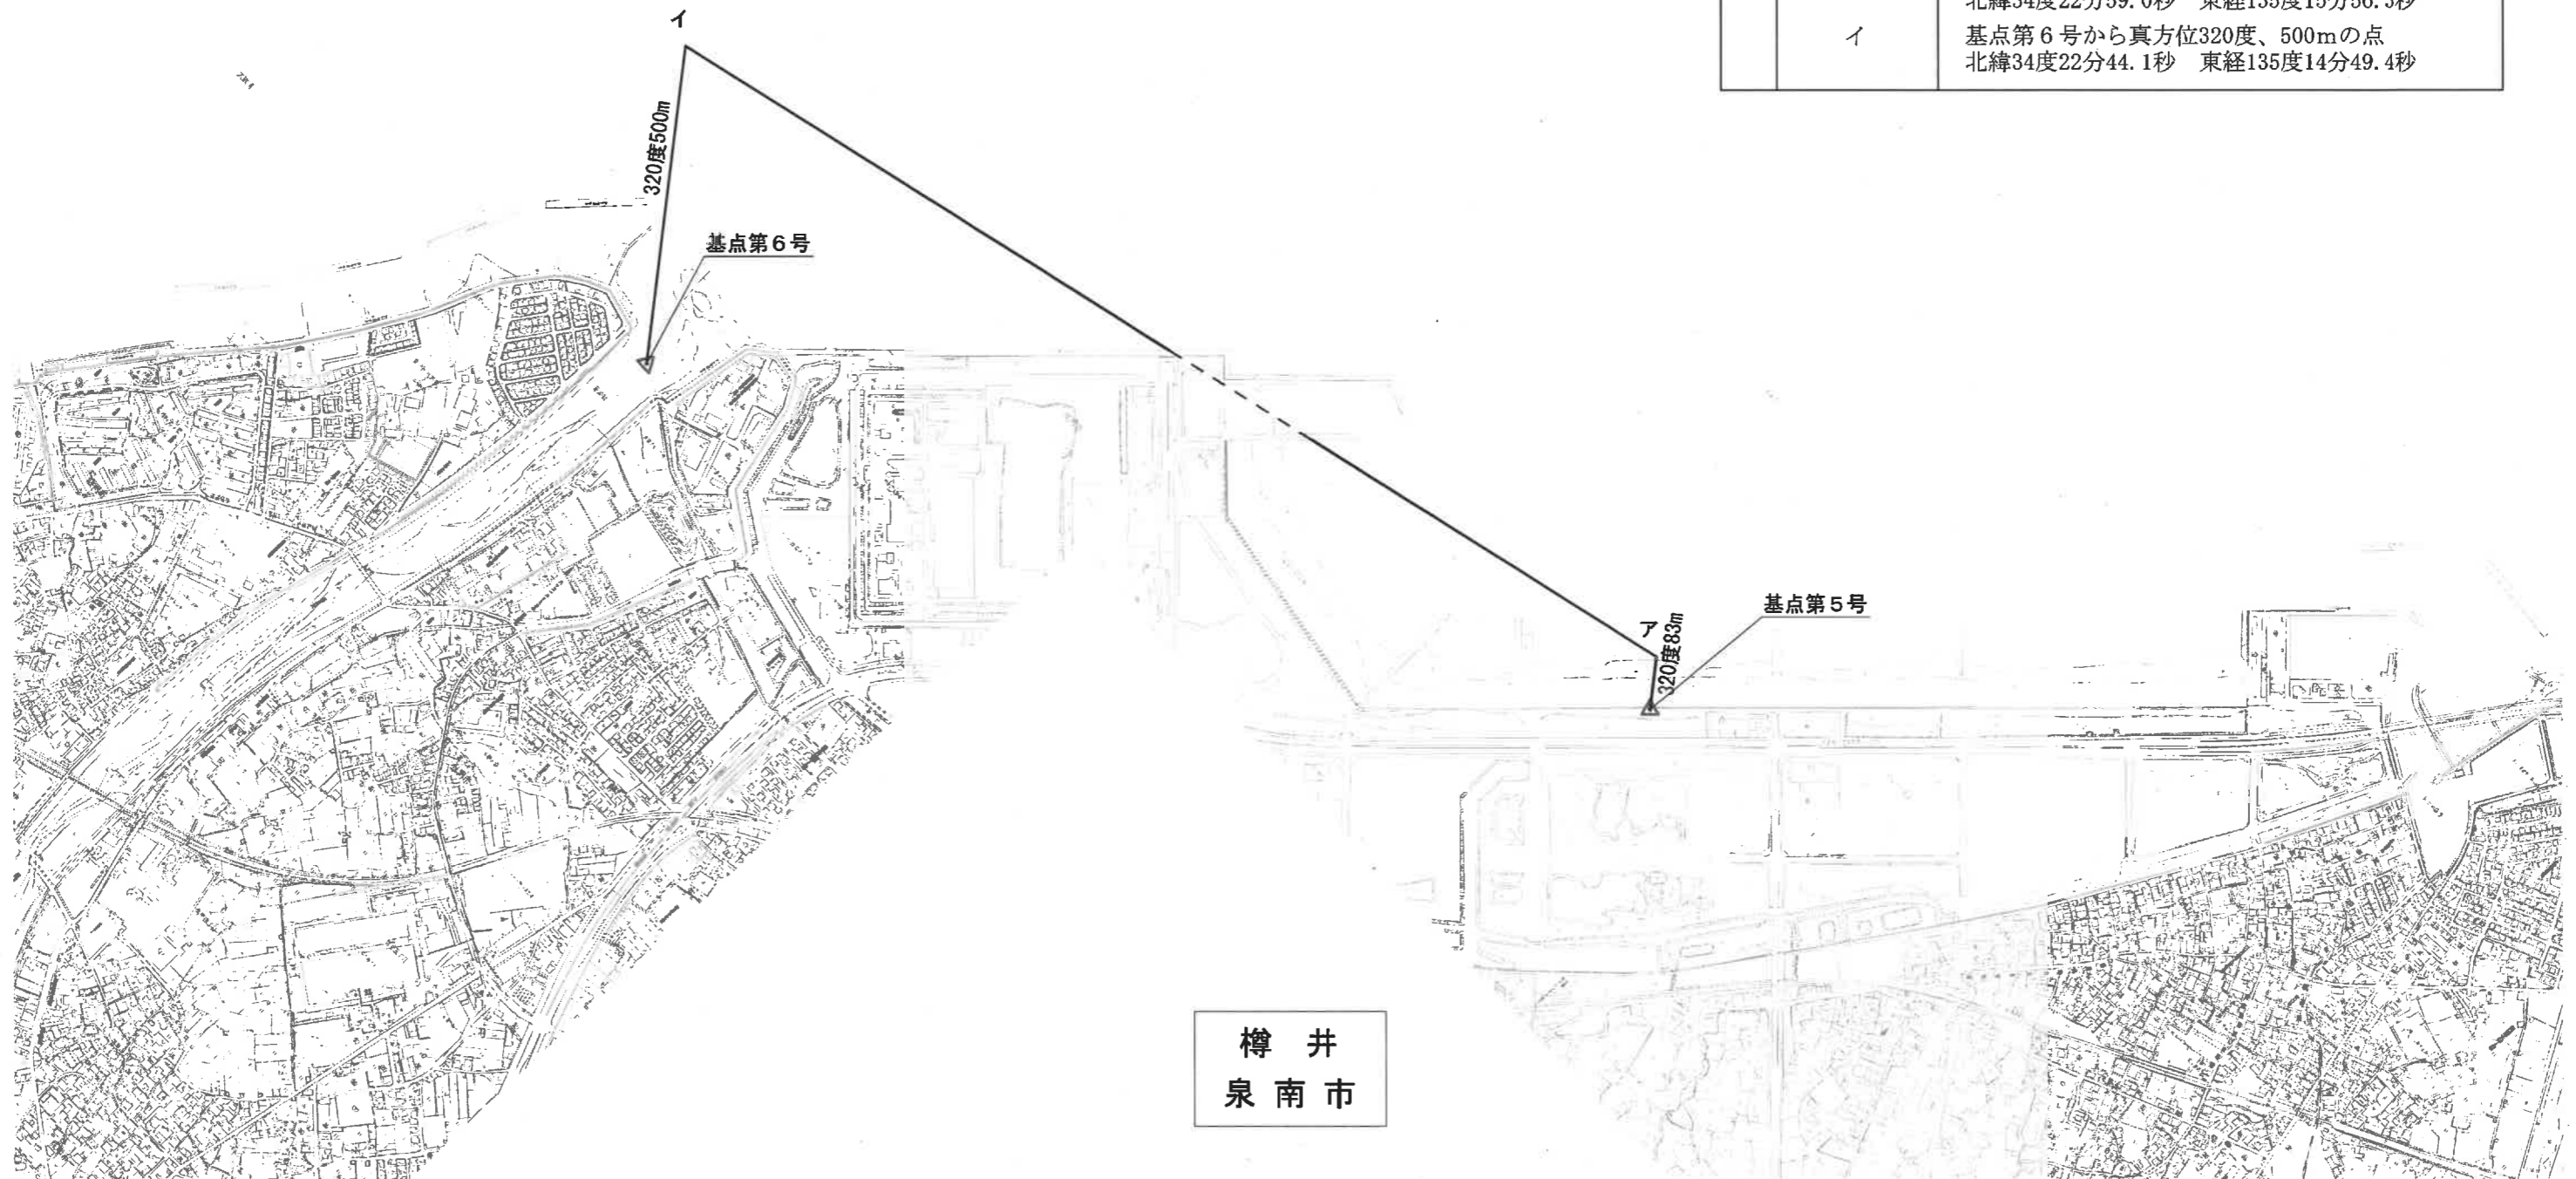 北緯34度22分59.0秒　東経135度15分56.5秒
イ
基点第６号から真方位320度、500mの点
北緯34度22分44.1秒　東経135度14分49.4秒
イ
320度500m
基点第６号
基点第５号
ア
320度83m
樽 井
泉 南 市